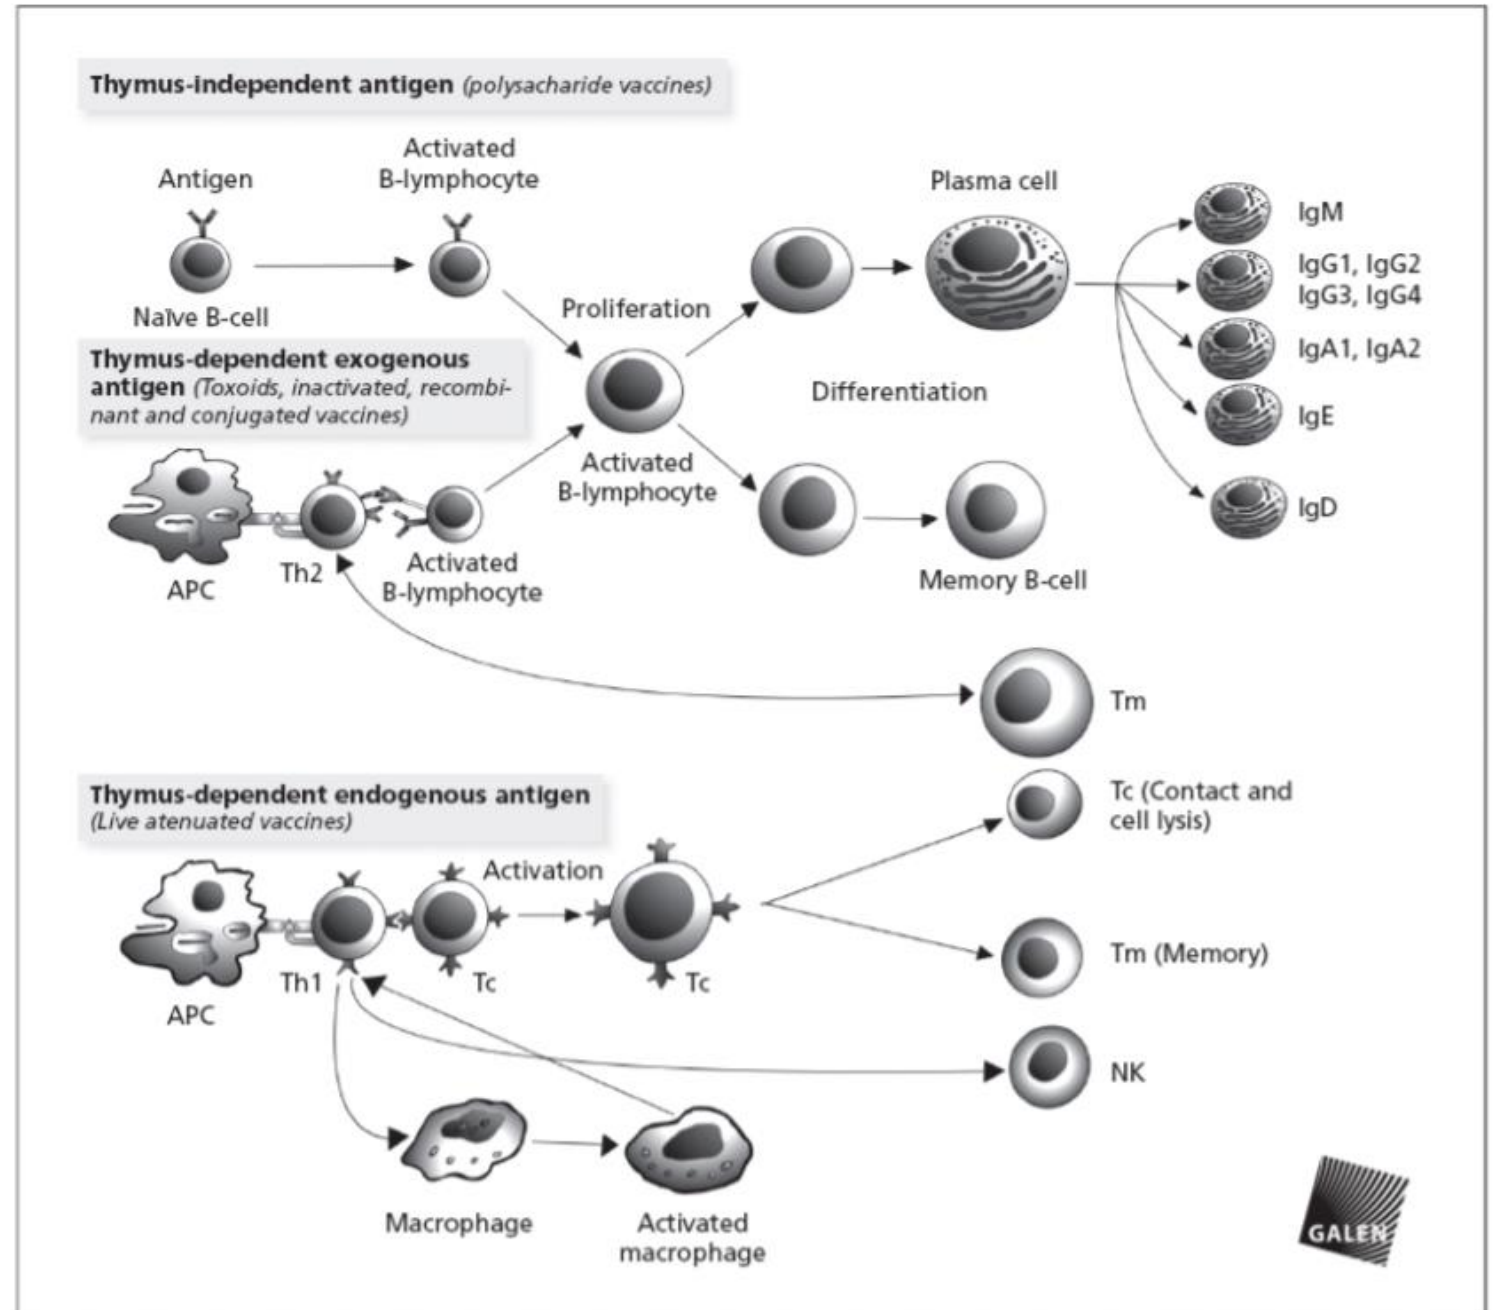 Thymus-independent antigen (polysacharide vaccines)
Antigen
Activated
B-lymphocyte
Naïve B-cell
Proliferation
Plasma cell
IgM
IgG1, IgG2
IgG3, IgG4
IgA1, IgA2
IgE
IgD
Thymus-dependent exogenous
antigen (Toxoids, inactivated, recombi-
nant and conjugated vaccines)
Differentiation
Activated
B-lymphocyte
APC
Th2
Activated
B-lymphocyte
Memory B-cell
Tm
Thymus-dependent endogenous antigen
(Live atenuated vaccines)
Tc (Contact and
cell lysis)
Activation
APC
Th1
Tc
Tc
Tm (Memory)
NK
Macrophage
Activated
macrophage
GALEN